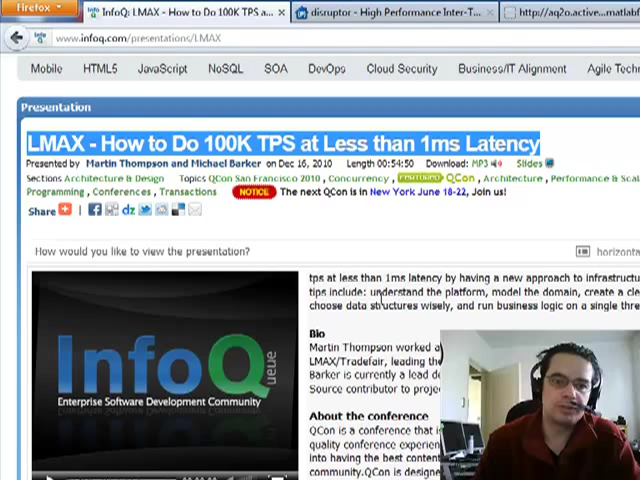 Firefox
InfoQ: LMAX - How to Do 100K TPS a...
disruptor - High Performance Inter-T...
http://aq2o.active...matlabf
www.infoq.com/presentations/LMAX
Mobile HTML5 JavaScript NoSQL SOA DevOps Cloud Security Business/IT Alignment Agile Tech
Presentation
LMAX - How to Do 100K TPS at Less than 1ms Latency
Presented by Martin Thompson and Michael Barker on Dec 16, 2010 Length 00:54:50 Download: MP3 Slides
Sections Architecture & Design Topics QCon San Francisco 2010 , Concurrency , FEATURED QCon , Architecture , Performance & Scal
Programming , Conferences , Transactions NOTICE The next QCon is in New York June 18-22, Join us!
Share
How would you like to view the presentation?
horizonta
tps at less than 1ms latency by having a new approach to infrastructu
tips include: understand the platform, model the domain, create a cle
choose data structures wisely, and run business logic on a single thre
Bio
Martin Thompson worked a
LMAX/Tradefair, leading the
Barker is currently a lead d
Source contributor to projec
About the conference
QCon is a conference that i
quality conference experien
into having the best content
community.QCon is designe
InfoQ
Enterprise Software Development Community